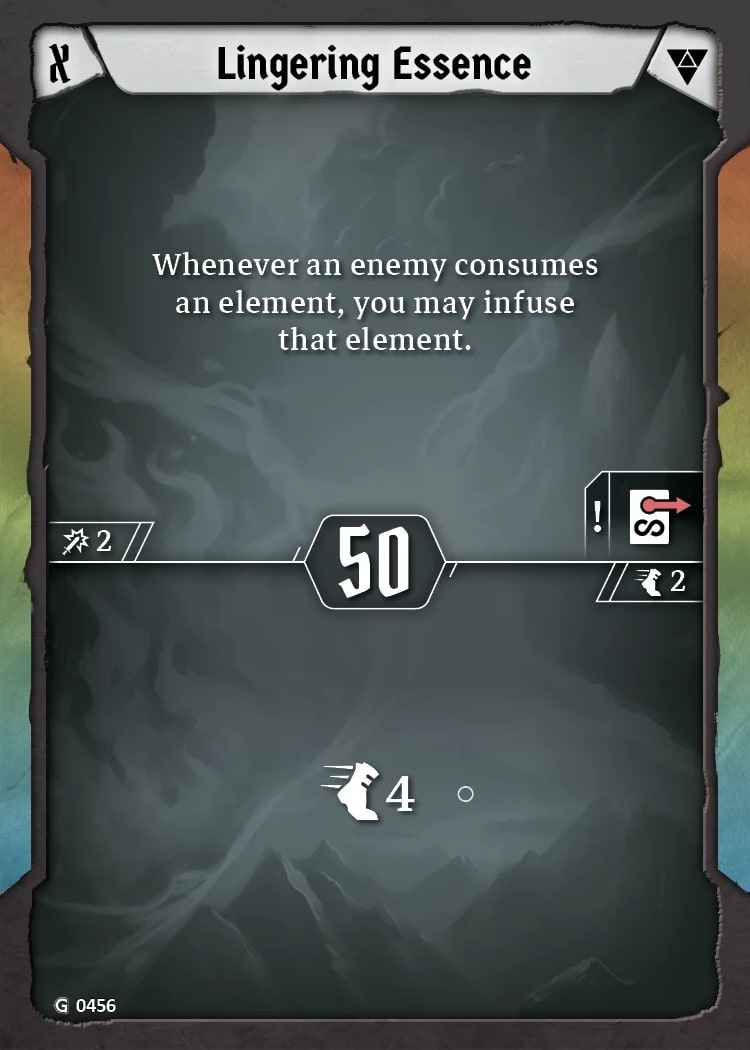 X
Lingering Essence
Whenever an enemy consumes
an element, you may infuse
that element.
!
2
50
2
4
G 0456